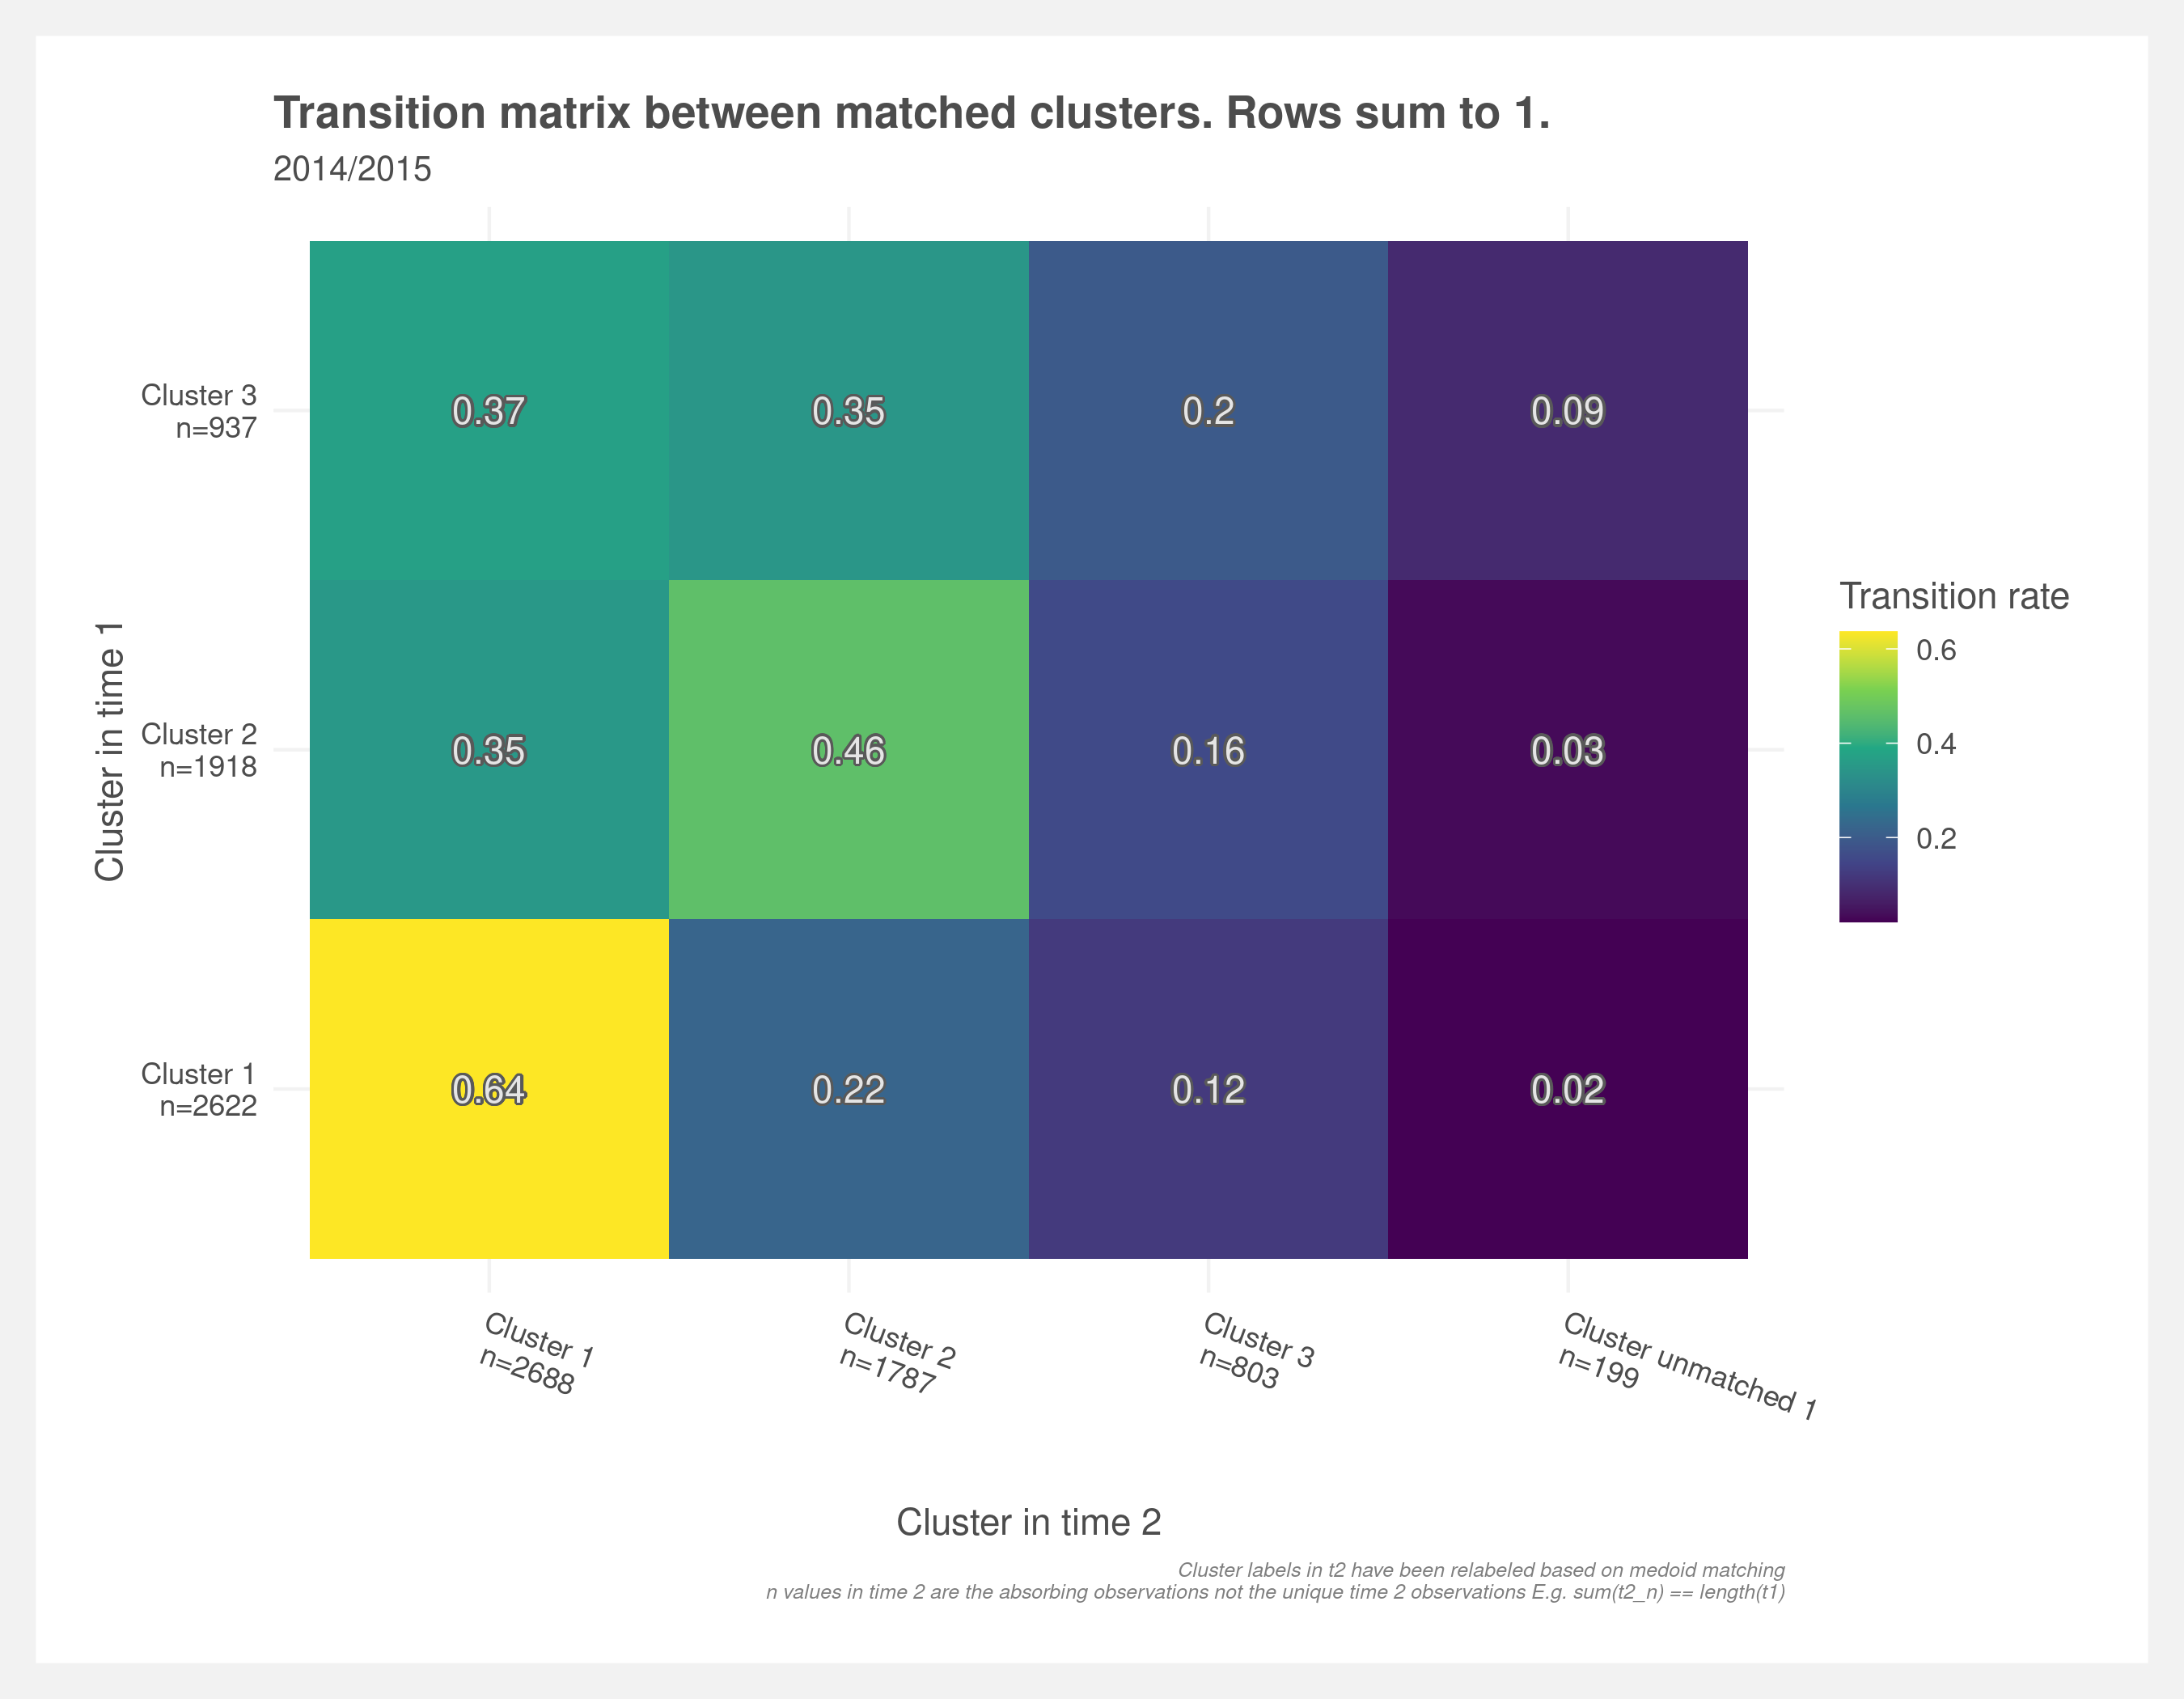 Transition matrix between matched clusters. Rows sum to 1.
2014/2015
Cluster in time 1
Cluster 3
n=937
0.37
0.35
0.2
0.09
Cluster 2
n=1918
0.35
0.46
0.16
0.03
Cluster 1
n=2622
0.64
0.22
0.12
0.02
Transition rate
0.6
0.4
0.2
Cluster 1
n=2688
Cluster 2
n=1787
Cluster 3
n=803
Cluster unmatched 1
n=199
Cluster in time 2
Cluster labels in t2 have been relabeled based on medoid matching
n values in time 2 are the absorbing observations not the unique time 2 observations E.g. sum(t2_n) == length(t1)